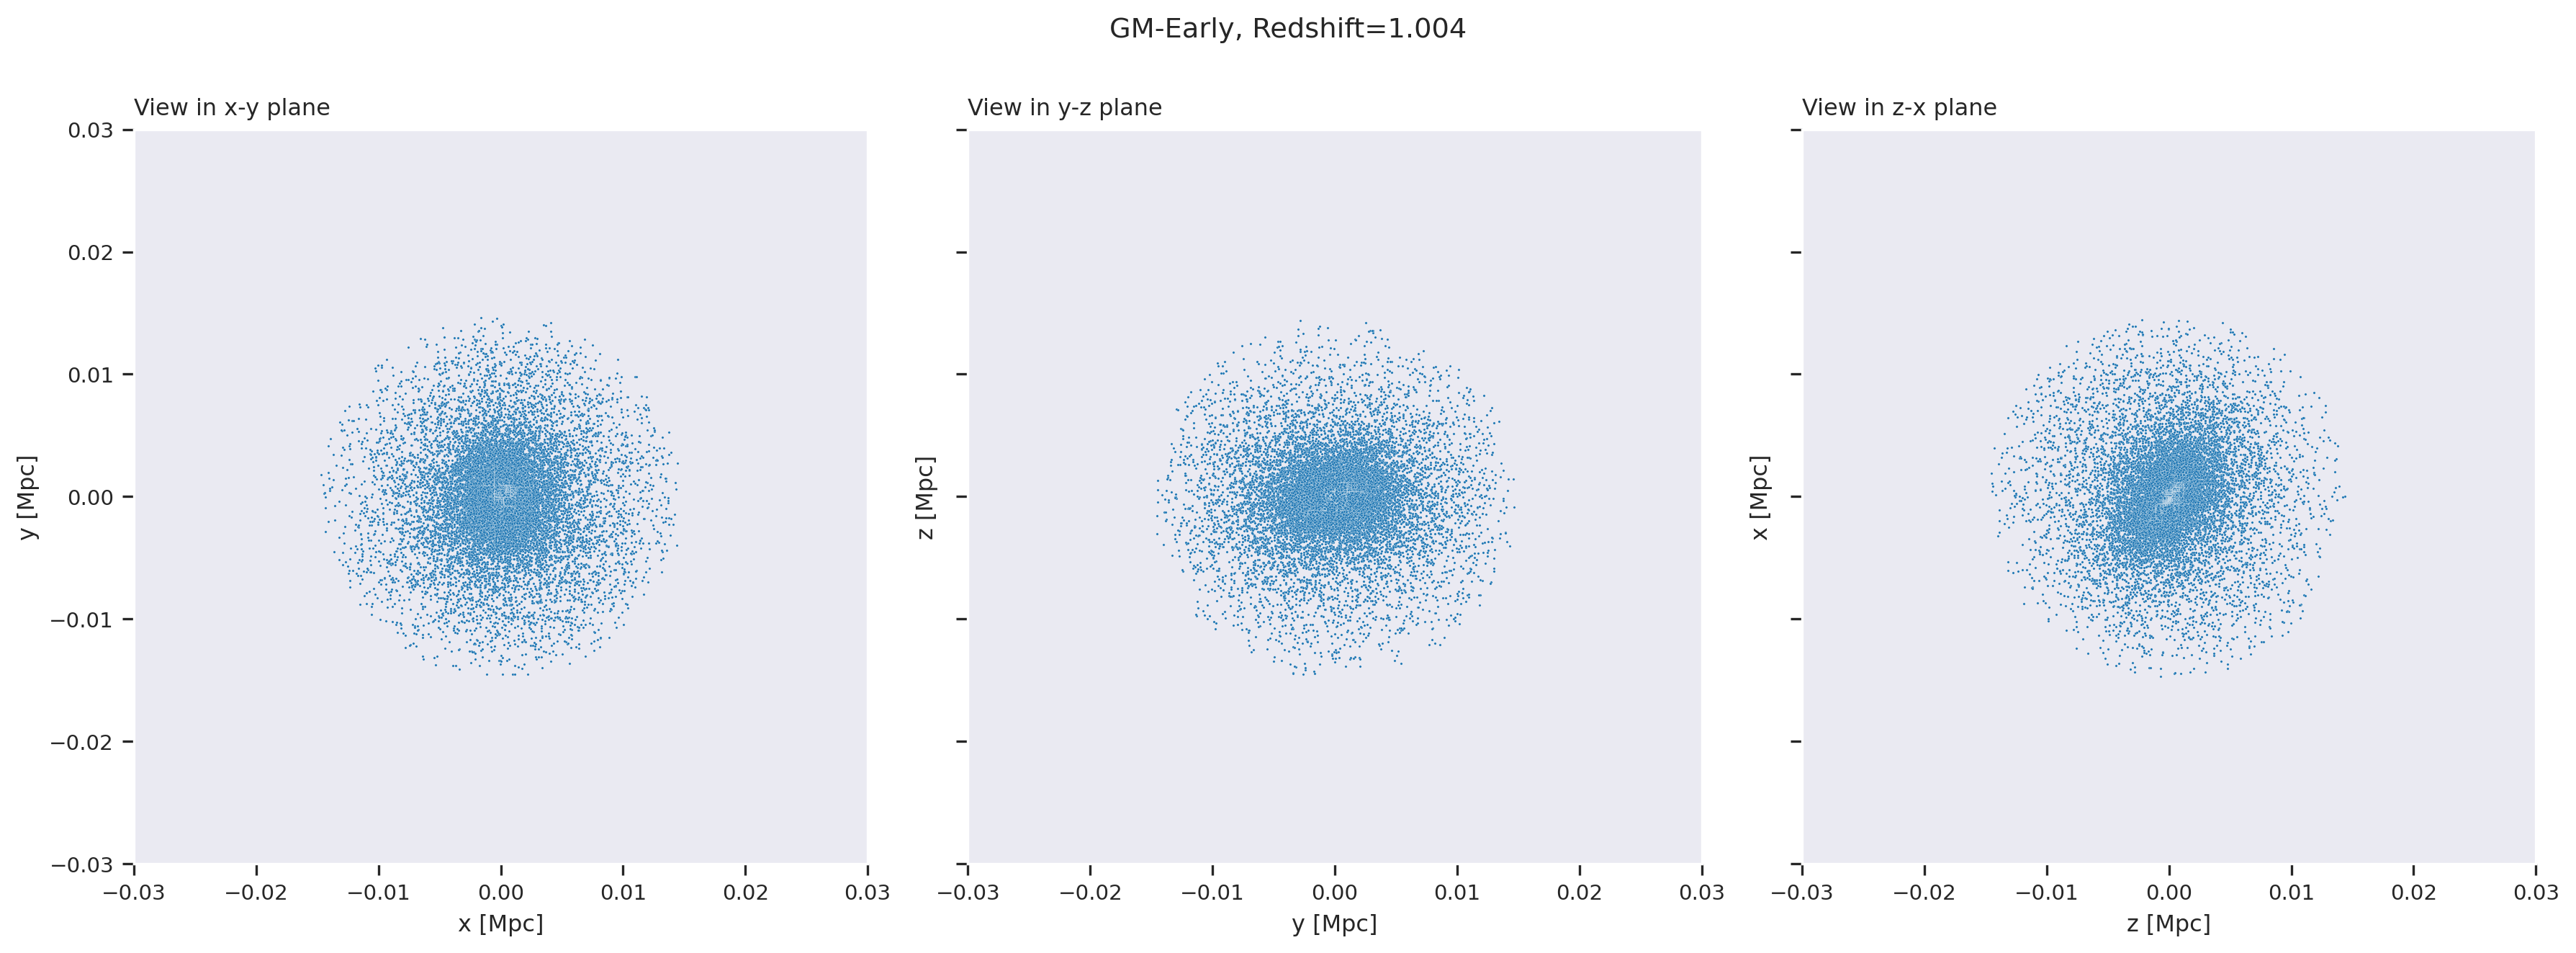 GM-Early, Redshift=1.004
View in x-y plane
View in y-z plane
View in z-x plane
0.03
0.02
0.01
0.00
−0.01
−0.02
−0.03
y [Mpc]
z [Mpc]
x [Mpc]
−0.03 −0.02 −0.01 0.00 0.01 0.02 0.03
−0.03 −0.02 −0.01 0.00 0.01 0.02 0.03
−0.03 −0.02 −0.01 0.00 0.01 0.02 0.03
x [Mpc]
y [Mpc]
z [Mpc]